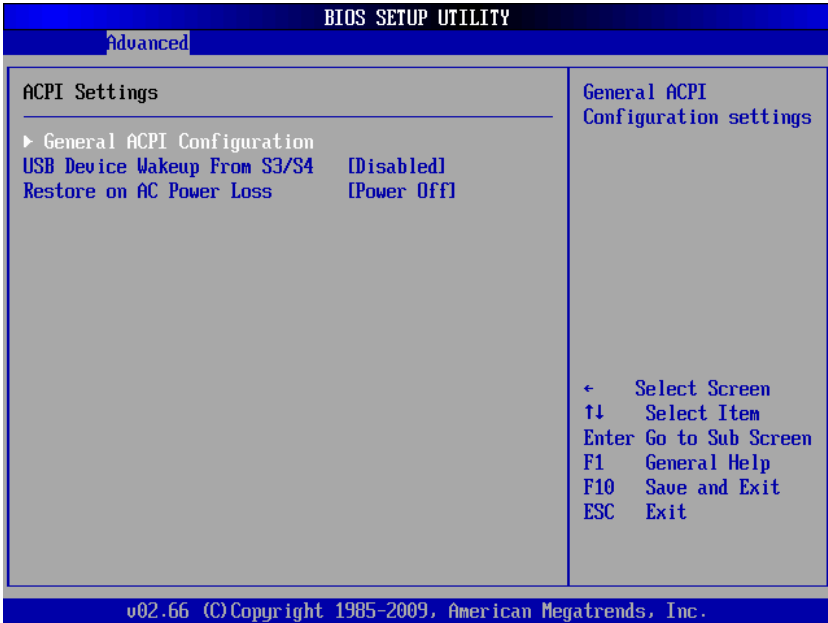 BIOS SETUP UTILITY
Advanced
ACPI Settings
▶ General ACPI Configuration
USB Device Wakeup From S3/S4 [Disabled]
Restore on AC Power Loss [Power Off]
General ACPI
Configuration settings
← Select Screen
↑↓ Select Item
Enter Go to Sub Screen
F1 General Help
F10 Save and Exit
ESC Exit
v02.66 (C)Copyright 1985-2009, American Megatrends, Inc.